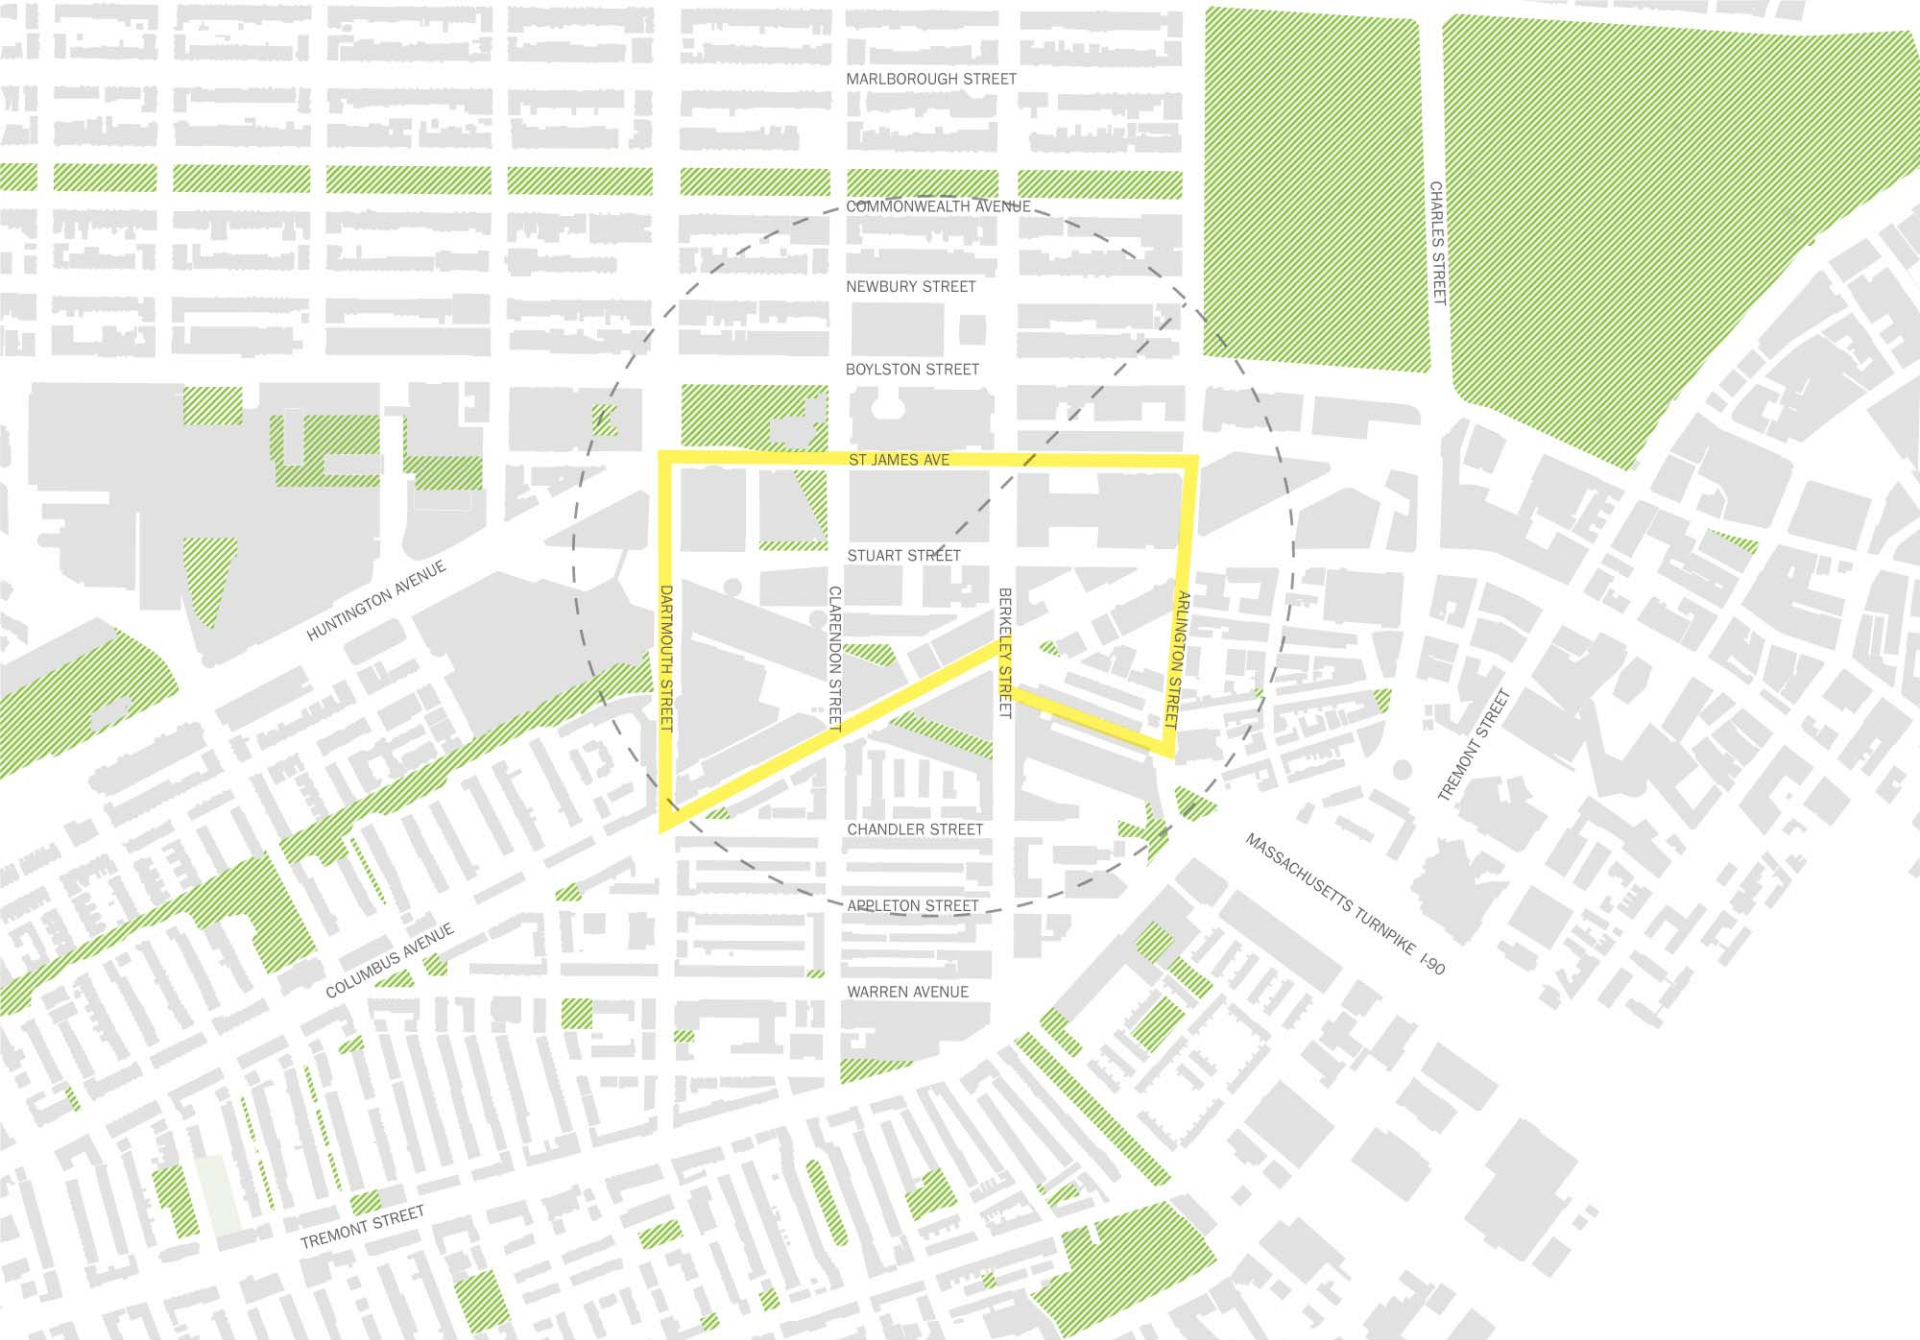 MARLBOROUGH STREET
COMMONWEALTH AVENUE
CHARLES STREET
NEWBURY STREET
BOYLSTON STREET
ST JAMES AVE
STUART STREET
HUNTINGTON AVENUE
DARTMOUTH STREET
CLARENDON STREET
BERKELEY STREET
ARLINGTON STREET
TREMONT STREET
CHANDLER STREET
MASSACHUSETTS TURNPIKE I-90
APPLETON STREET
COLUMBUS AVENUE
WARREN AVENUE
TREMONT STREET